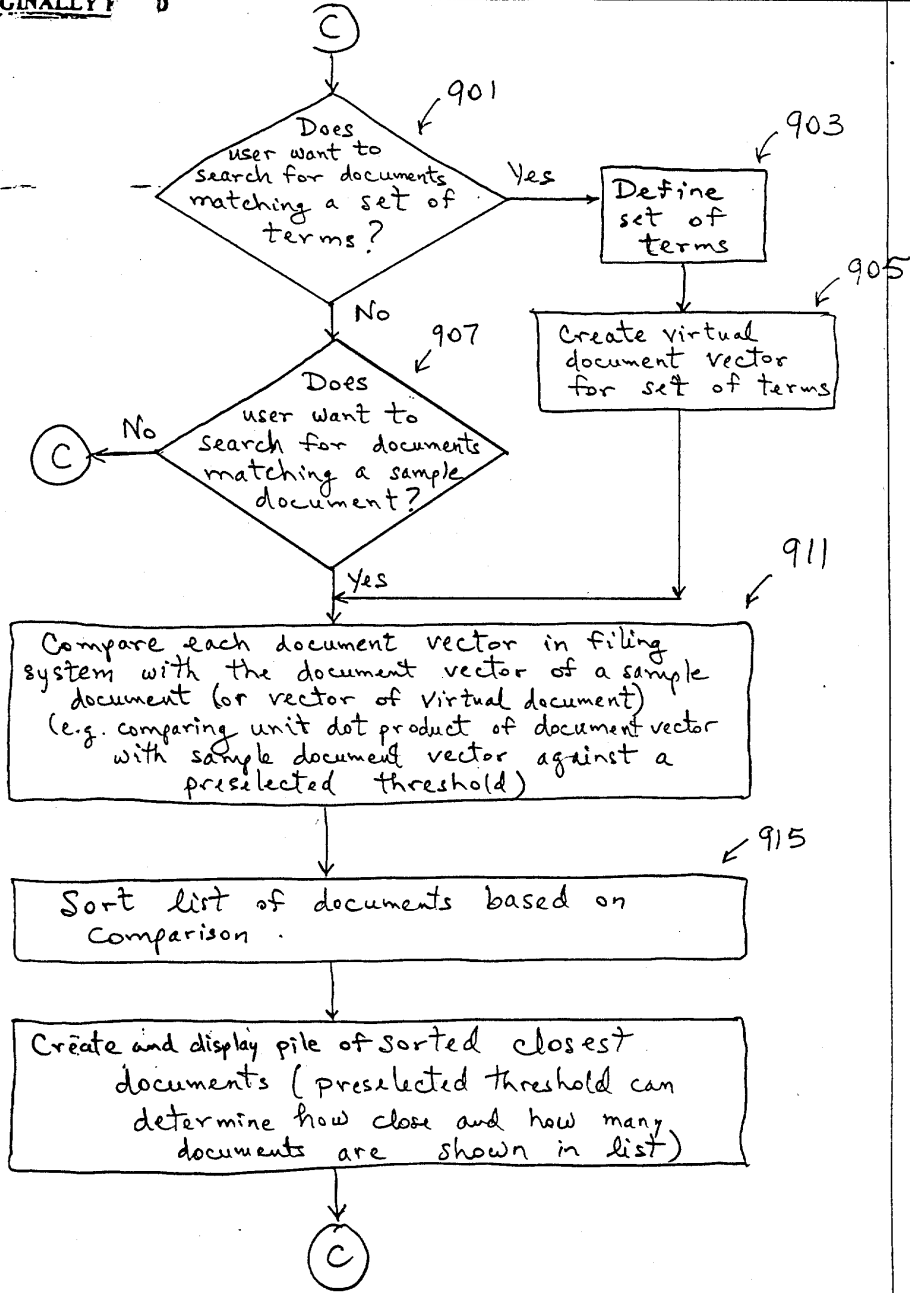 C
901
Does
user want to
search for documents
matching a set of
terms?
Yes
903
Define
set of
terms
905
Create virtual
document vector
for set of terms
No
907
Does
user want to
search for documents
matching a sample
document?
No
C
Yes
911
Compare each document vector in filing
system with the document vector of a sample
document (or vector of virtual document)
(e.g. comparing unit dot product of document vector
with sample document vector against a
preselected threshold)
915
Sort list of documents based on
comparison.
Create and display pile of sorted closest
documents (preselected threshold can
determine how close and how many
documents are shown in list)
C